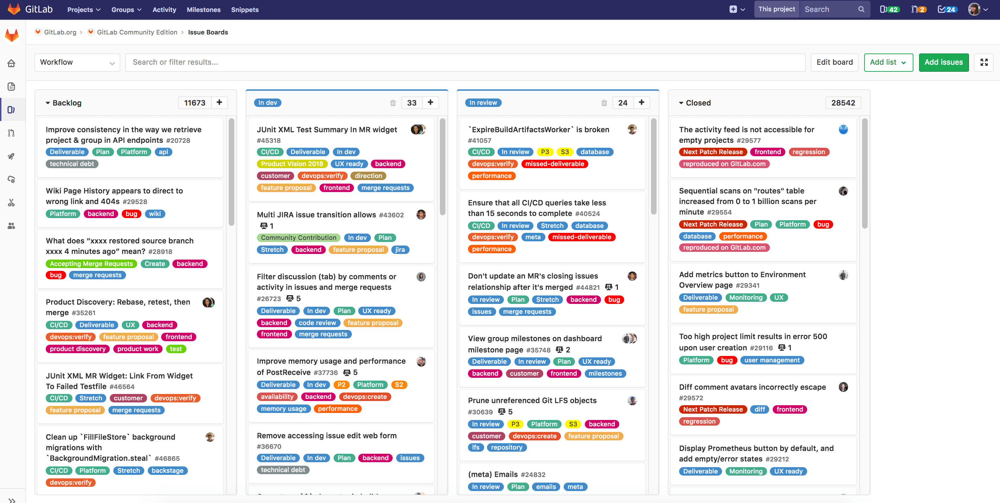 GitLab Projects Groups Activity Milestones Snippets This project Search 42 2 24
GitLab.org › GitLab Community Edition › Issue Boards
Workflow Search or filter results... Edit board Add list Add issues
Backlog 11673 +
Improve consistency in the way we retrieve
project & group in API endpoints #20728
Deliverable Plan Platform api
technical debt
Wiki Page History appears to direct to
wrong link and 404s #29528
Platform backend bug wiki
What does “xxxx restored source branch
xxxx 4 minutes ago” mean? #28918
Accepting Merge Requests Create backend
bug merge requests
Product Discovery: Rebase, retest, then
merge #35261
CI/CD Deliverable UX backend
devops:verify feature proposal frontend
product discovery product work test
JUnit XML MR Widget: Link From Widget
To Failed Testfile #46564
CI/CD Stretch customer devops:verify
feature proposal merge requests
Clean up `FillFileStore` background
migrations with
`BackgroundMigration.steal` #46865
CI/CD Platform Stretch backstage
devops:verify
In dev 33 +
JUnit XML Test Summary In MR widget
#45318
CI/CD Deliverable In dev
Product Vision 2018 UX ready backend
customer devops:verify direction
feature proposal frontend merge requests
Multi JIRA issue transition allows #43602
1
Community Contribution In dev Plan
Stretch backend feature proposal jira
Filter discussion (tab) by comments or
activity in issues and merge requests
#26723 5
Deliverable In dev Plan UX ready
backend code review feature proposal
frontend merge requests
Improve memory usage and performance
of PostReceive #37736 5
Deliverable In dev P2 Platform S2
availability backend devops:create
memory usage performance
Remove accessing issue edit web form
#36670
Deliverable In dev Plan backend issues
technical debt
In review 24 +
`ExpireBuildArtifactsWorker` is broken
#41057
CI/CD In review P3 S3 database
devops:verify missed-deliverable
performance
Ensure that all CI/CD queries take less
than 15 seconds to complete #40524
CI/CD In review Stretch database
devops:verify meta missed-deliverable
performance
Don't update an MR's closing issues
relationship after it's merged #44821 1
In review Plan Stretch backend bug
issues merge requests
View group milestones on dashboard
milestone page #35748 2
Deliverable In review Plan UX ready
backend customer frontend milestones
Prune unreferenced Git LFS objects
#30639 5
In review P3 Platform S3 backend
customer devops:create feature proposal
lfs repository
(meta) Emails #24832
In review Plan emails meta
Closed 28542
The activity feed is not accessible for
empty projects #29577
Next Patch Release frontend regression
reproduced on GitLab.com
Sequential scans on "routes" table
increased from 0 to 1 billion scans per
minute #29554
Next Patch Release Plan Platform bug
database performance
reproduced on GitLab.com
Add metrics button to Environment
Overview page #29341
Deliverable Monitoring UX
feature proposal
Too high project limit results in error 500
upon user creation #29116 1
Platform bug user management
Diff comment avatars incorrectly escape
#29572
Next Patch Release diff frontend
regression
Display Prometheus button by default, and
add empty/error states #29212
Deliverable Monitoring UX ready